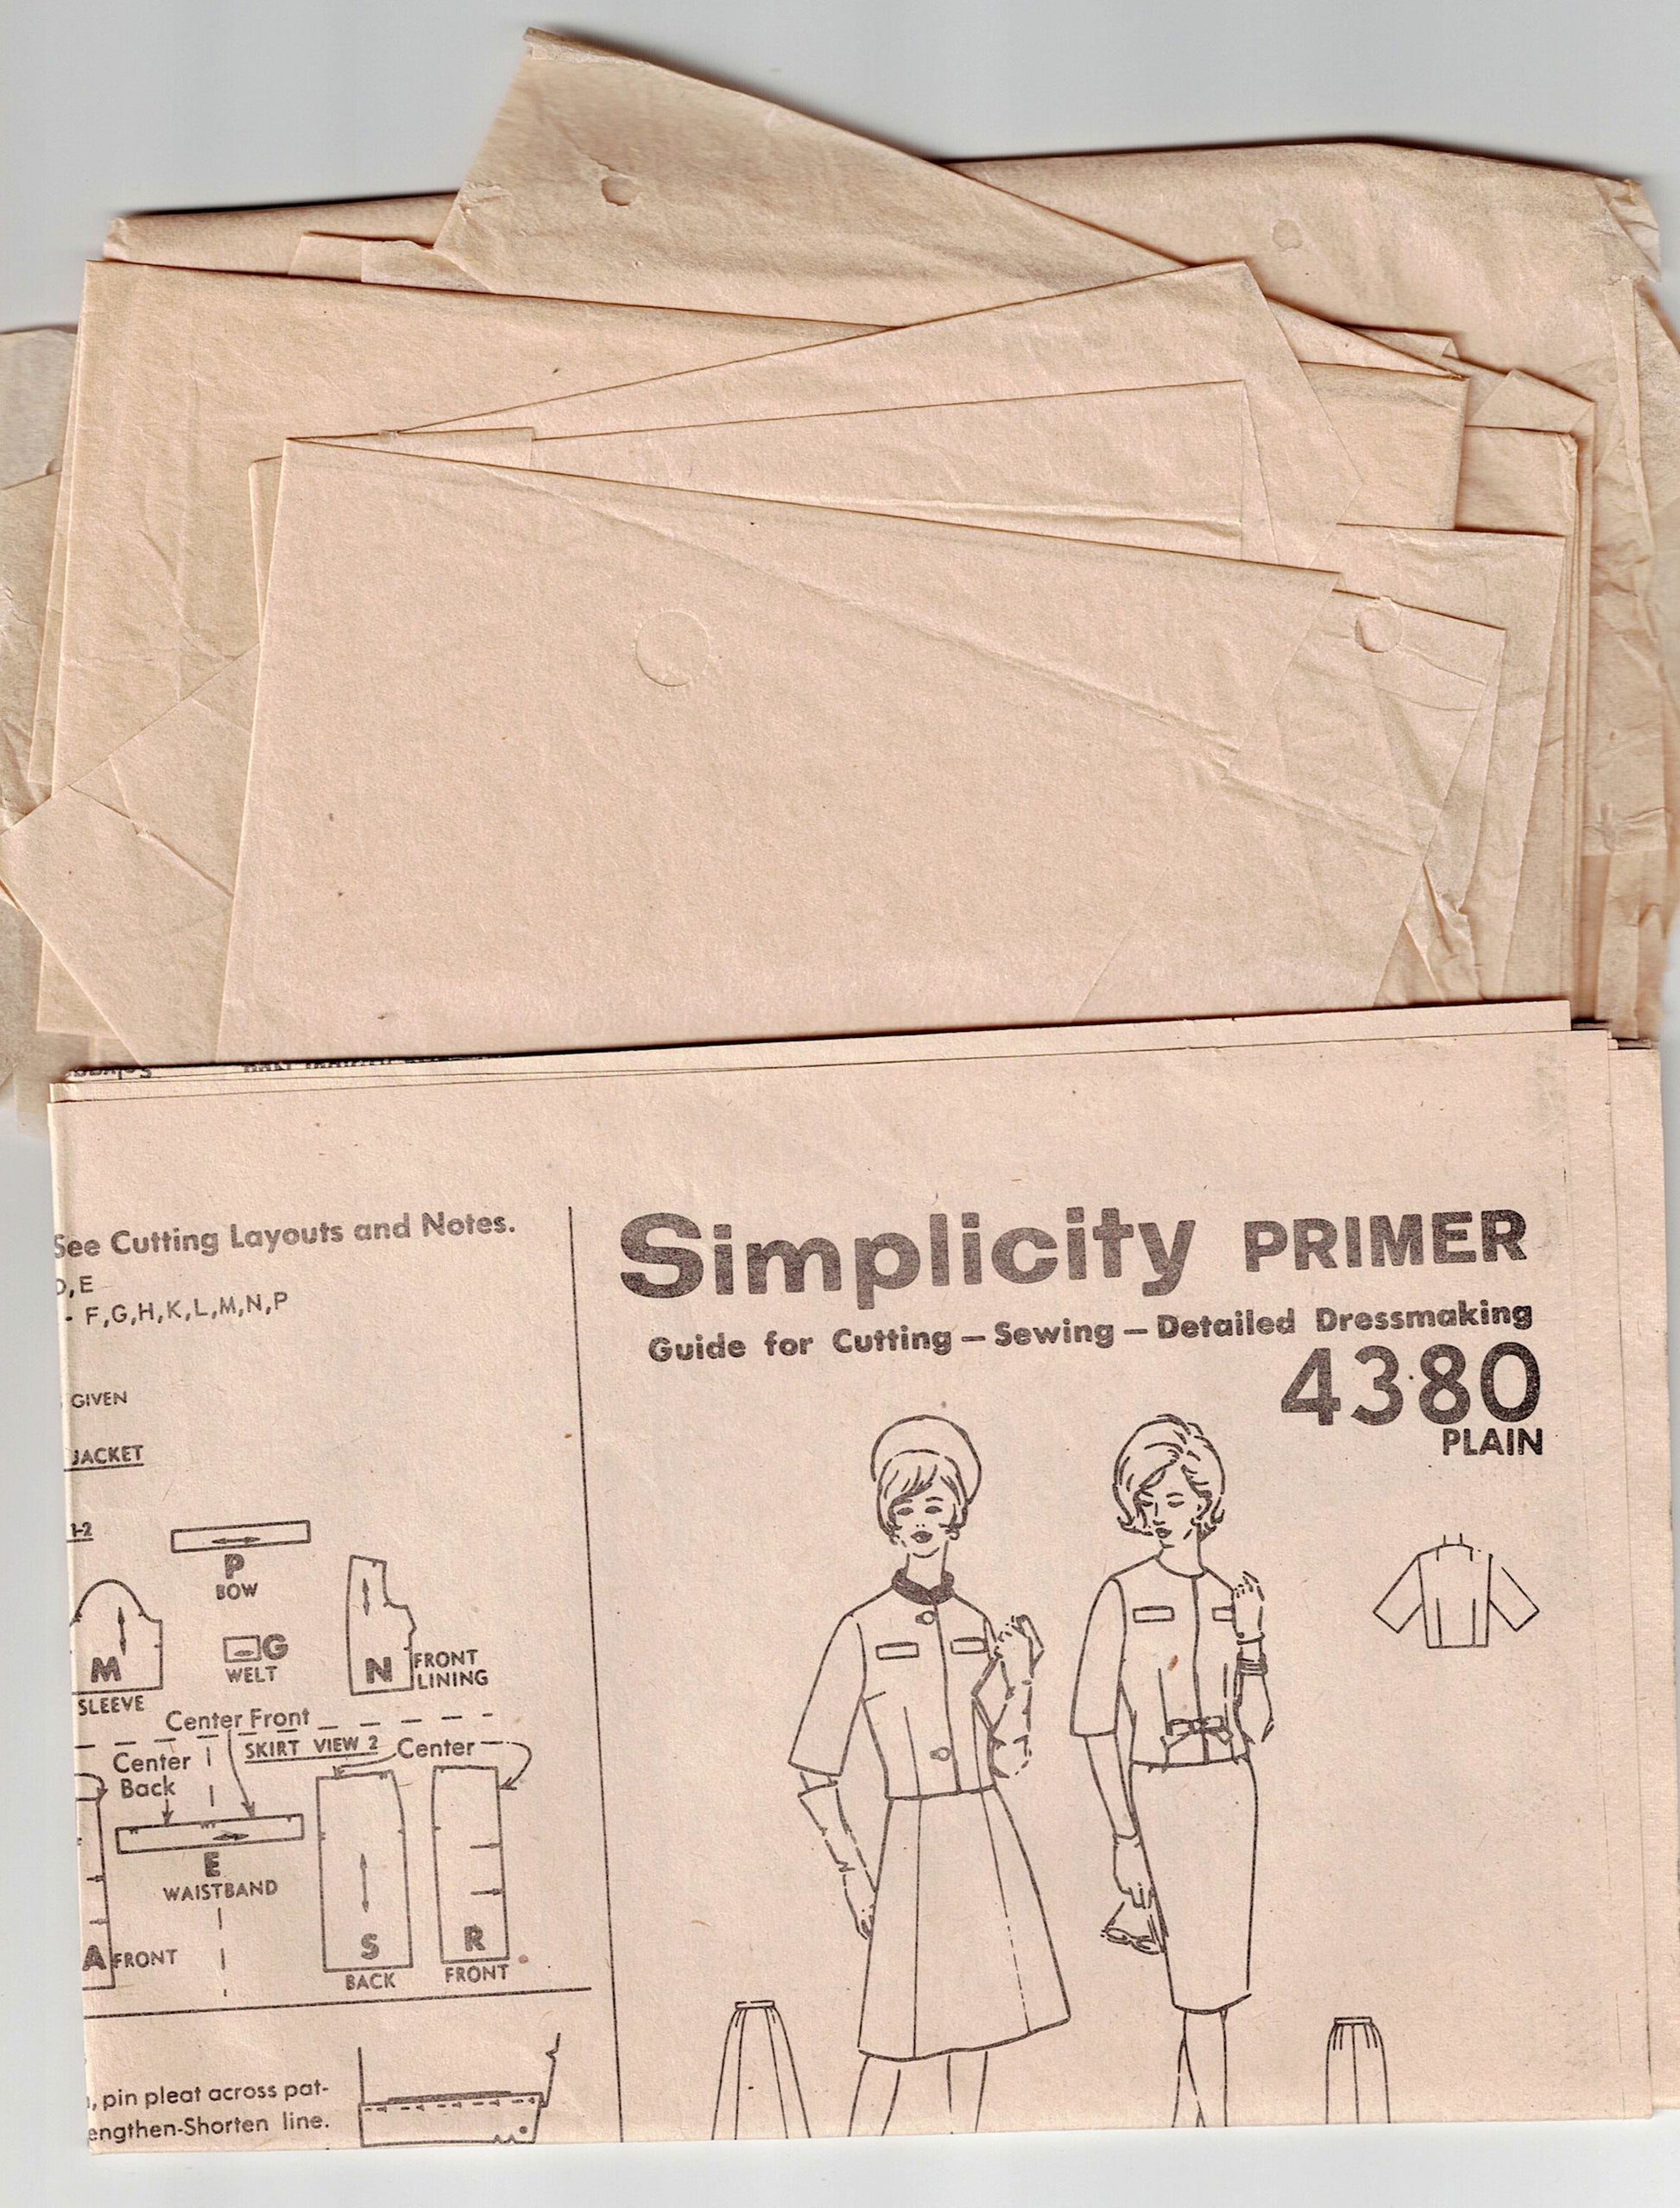 See Cutting Layouts and Notes.
D,E
- F,G,H,K,L,M,N,P
GIVEN
JACKET
1-2
P
BOW
M
SLEEVE
G
WELT
N
FRONT
LINING
Center Front
SKIRT VIEW 2
Center
Center
Back
E
WAISTBAND
A
FRONT
S
BACK
R
FRONT
, pin pleat across pat-
engthen-Shorten line.
Simplicity PRIMER
Guide for Cutting — Sewing — Detailed Dressmaking
4380
PLAIN